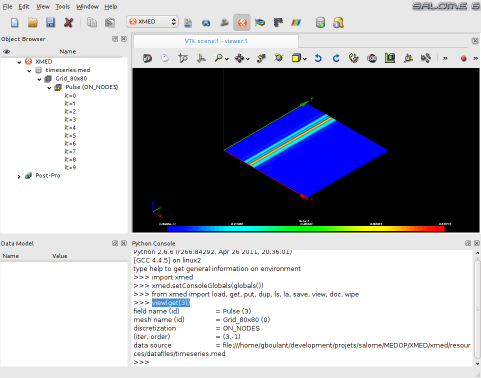 File Edit View Tools Window Help
SALOME 6
XMED
Object Browser
Name
XMED
timeseries.med
Grid_80x80
Pulse (ON_NODES)
it=0
it=1
it=2
it=3
it=4
it=5
it=6
it=7
it=8
it=9
Post-Pro
VTK scene:1 - viewer:1
Data Model
Name Value
Python Console
Python 2.6.6 (r266:84292, Apr 26 2011, 20:36:01)
[GCC 4.4.5] on linux2
type help to get general information on environment
>>> import xmed
>>> xmed.setConsoleGlobals(globals())
>>> from xmed import load, get, put, dup, ls, la, save, view, doc, wipe
>>> view(get(3))
field name (id) = Pulse (3)
mesh name (id) = Grid_80x80 (0)
discretization = ON_NODES
(iter, order) = (3,-1)
data source = file:///home/gboulant/development/projets/salome/MEDOP/XMED/xmed/resour
ces/datafiles/timeseries.med
>>>